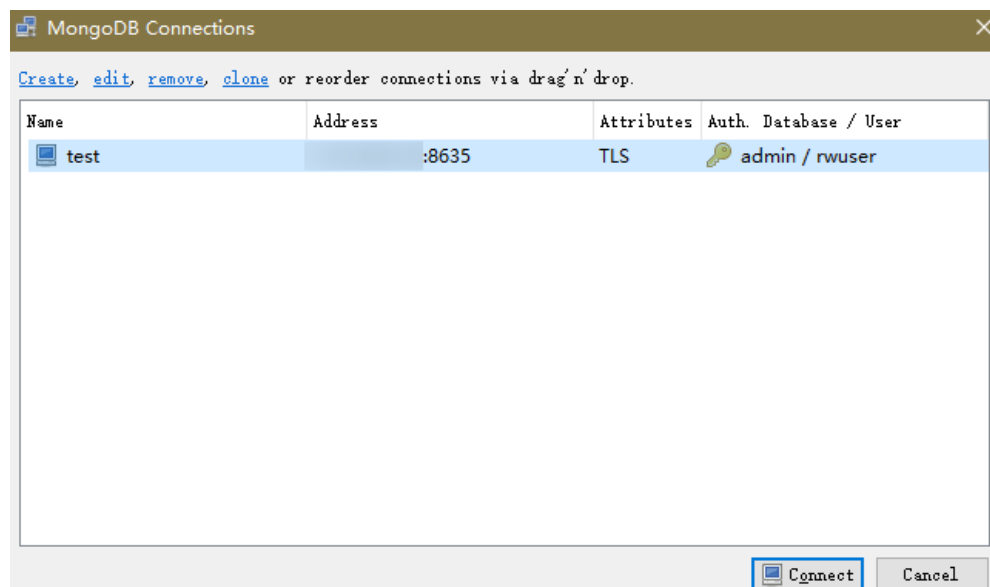 MongoDB Connections
Create, edit, remove, clone or reorder connections via drag'n'drop.
Name Address Attributes Auth. Database / User
test :8635 TLS admin / rwuser
Connect Cancel